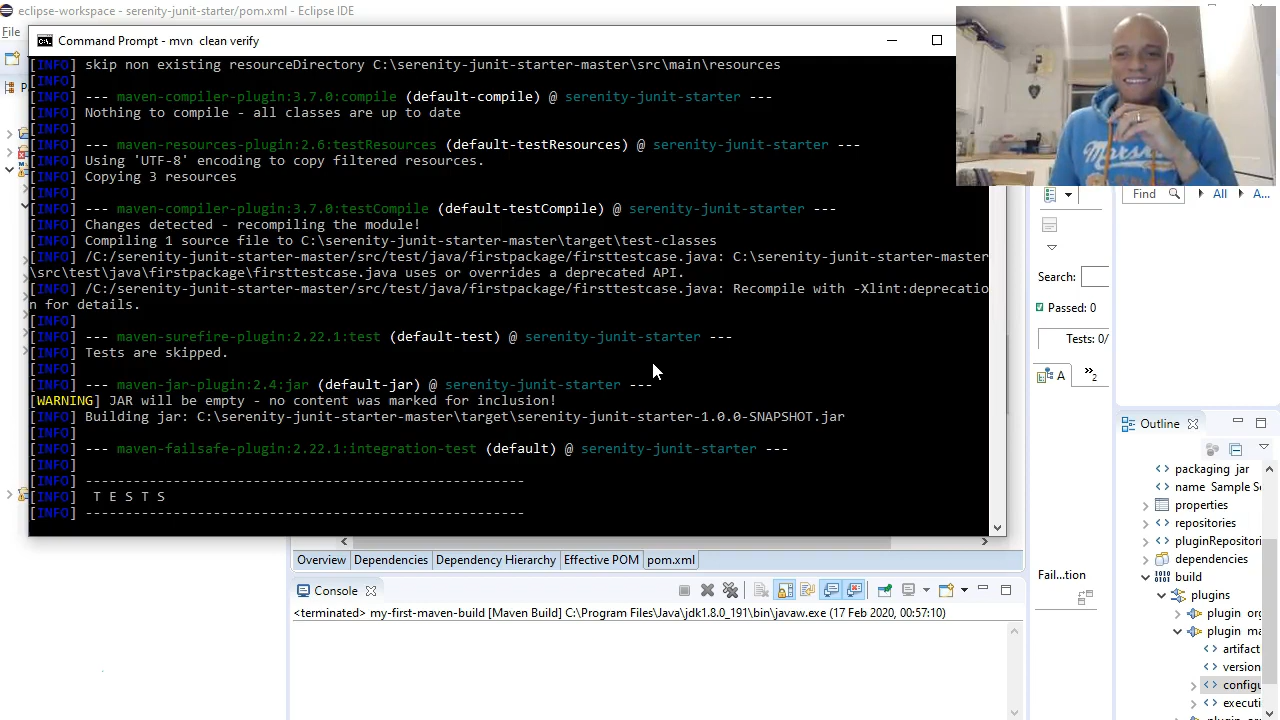 eclipse-workspace - serenity-junit-starter/pom.xml - Eclipse IDE
File
Command Prompt - mvn  clean verify
[INFO] skip non existing resourceDirectory C:\serenity-junit-starter-master\src\main\resources
[INFO]
[INFO] --- maven-compiler-plugin:3.7.0:compile (default-compile) @ serenity-junit-starter ---
[INFO] Nothing to compile - all classes are up to date
[INFO]
[INFO] --- maven-resources-plugin:2.6:testResources (default-testResources) @ serenity-junit-starter ---
[INFO] Using 'UTF-8' encoding to copy filtered resources.
[INFO] Copying 3 resources
[INFO]
[INFO] --- maven-compiler-plugin:3.7.0:testCompile (default-testCompile) @ serenity-junit-starter ---
[INFO] Changes detected - recompiling the module!
[INFO] Compiling 1 source file to C:\serenity-junit-starter-master\target\test-classes
[INFO] /C:/serenity-junit-starter-master/src/test/java/firstpackage/firsttestcase.java: C:\serenity-junit-starter-master
\src\test\java\firstpackage\firsttestcase.java uses or overrides a deprecated API.
[INFO] /C:/serenity-junit-starter-master/src/test/java/firstpackage/firsttestcase.java: Recompile with -Xlint:deprecatio
n for details.
[INFO]
[INFO] --- maven-surefire-plugin:2.22.1:test (default-test) @ serenity-junit-starter ---
[INFO] Tests are skipped.
[INFO]
[INFO] --- maven-jar-plugin:2.4:jar (default-jar) @ serenity-junit-starter ---
[WARNING] JAR will be empty - no content was marked for inclusion!
[INFO] Building jar: C:\serenity-junit-starter-master\target\serenity-junit-starter-1.0.0-SNAPSHOT.jar
[INFO]
[INFO] --- maven-failsafe-plugin:2.22.1:integration-test (default) @ serenity-junit-starter ---
[INFO]
[INFO] -------------------------------------------------------
[INFO]  T E S T S
[INFO] -------------------------------------------------------
Overview Dependencies Dependency Hierarchy Effective POM pom.xml
Console
<terminated> my-first-maven-build [Maven Build] C:\Program Files\Java\jdk1.8.0_191\bin\javaw.exe (17 Feb 2020, 00:57:10)
Find All A...
Search:
Passed: 0
Tests: 0/
A »2
Fail...tion
Outline
packaging jar
name Sample Se
properties
repositories
pluginRepositori
dependencies
build
plugins
plugin org
plugin ma
artifact
version
configu
executi